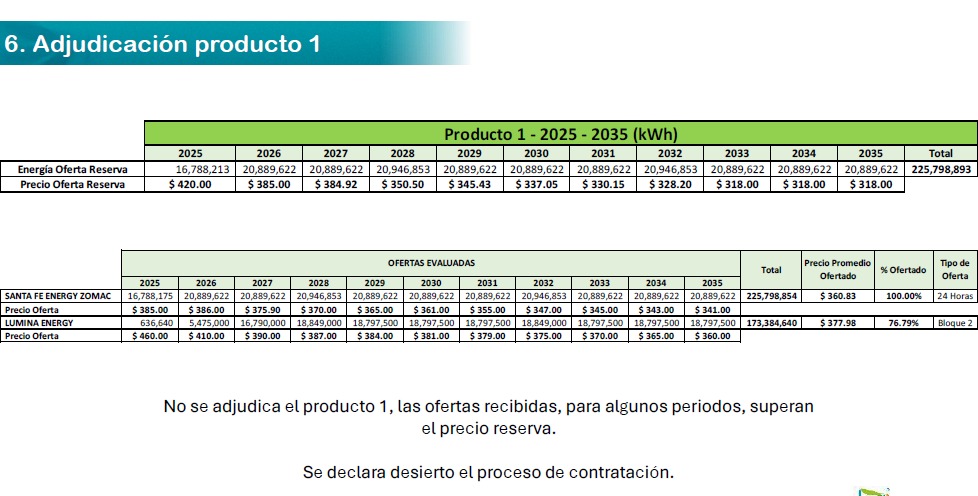 6. Adjudicación producto 1
Producto 1 - 2025 - 2035 (kWh)
2025 2026 2027 2028 2029 2030 2031 2032 2033 2034 2035 Total
Energía Oferta Reserva 16,788,213 20,889,622 20,889,622 20,946,853 20,889,622 20,889,622 20,889,622 20,946,853 20,889,622 20,889,622 20,889,622 225,798,893
Precio Oferta Reserva $ 420.00 $ 385.00 $ 384.92 $ 350.50 $ 345.43 $ 337.05 $ 330.15 $ 328.20 $ 318.00 $ 318.00 $ 318.00
OFERTAS EVALUADAS Total Precio Promedio Ofertado % Ofertado Tipo de Oferta
2025 2026 2027 2028 2029 2030 2031 2032 2033 2034 2035
SANTA FE ENERGY ZOMAC 16,788,175 20,889,622 20,889,622 20,946,853 20,889,622 20,889,622 20,889,622 20,946,853 20,889,622 20,889,622 20,889,622 225,798,854 $ 360.83 100.00% 24 Horas
Precio Oferta $ 385.00 $ 386.00 $ 375.90 $ 370.00 $ 365.00 $ 361.00 $ 355.00 $ 347.00 $ 345.00 $ 343.00 $ 341.00
LUMINA ENERGY 636,640 5,475,000 16,790,000 18,849,000 18,797,500 18,797,500 18,797,500 18,849,000 18,797,500 18,797,500 18,797,500 173,384,640 $ 377.98 76.79% Bloque 2
Precio Oferta $ 460.00 $ 410.00 $ 390.00 $ 387.00 $ 384.00 $ 381.00 $ 379.00 $ 375.00 $ 370.00 $ 365.00 $ 360.00
No se adjudica el producto 1, las ofertas recibidas, para algunos periodos, superan
el precio reserva.
Se declara desierto el proceso de contratación.